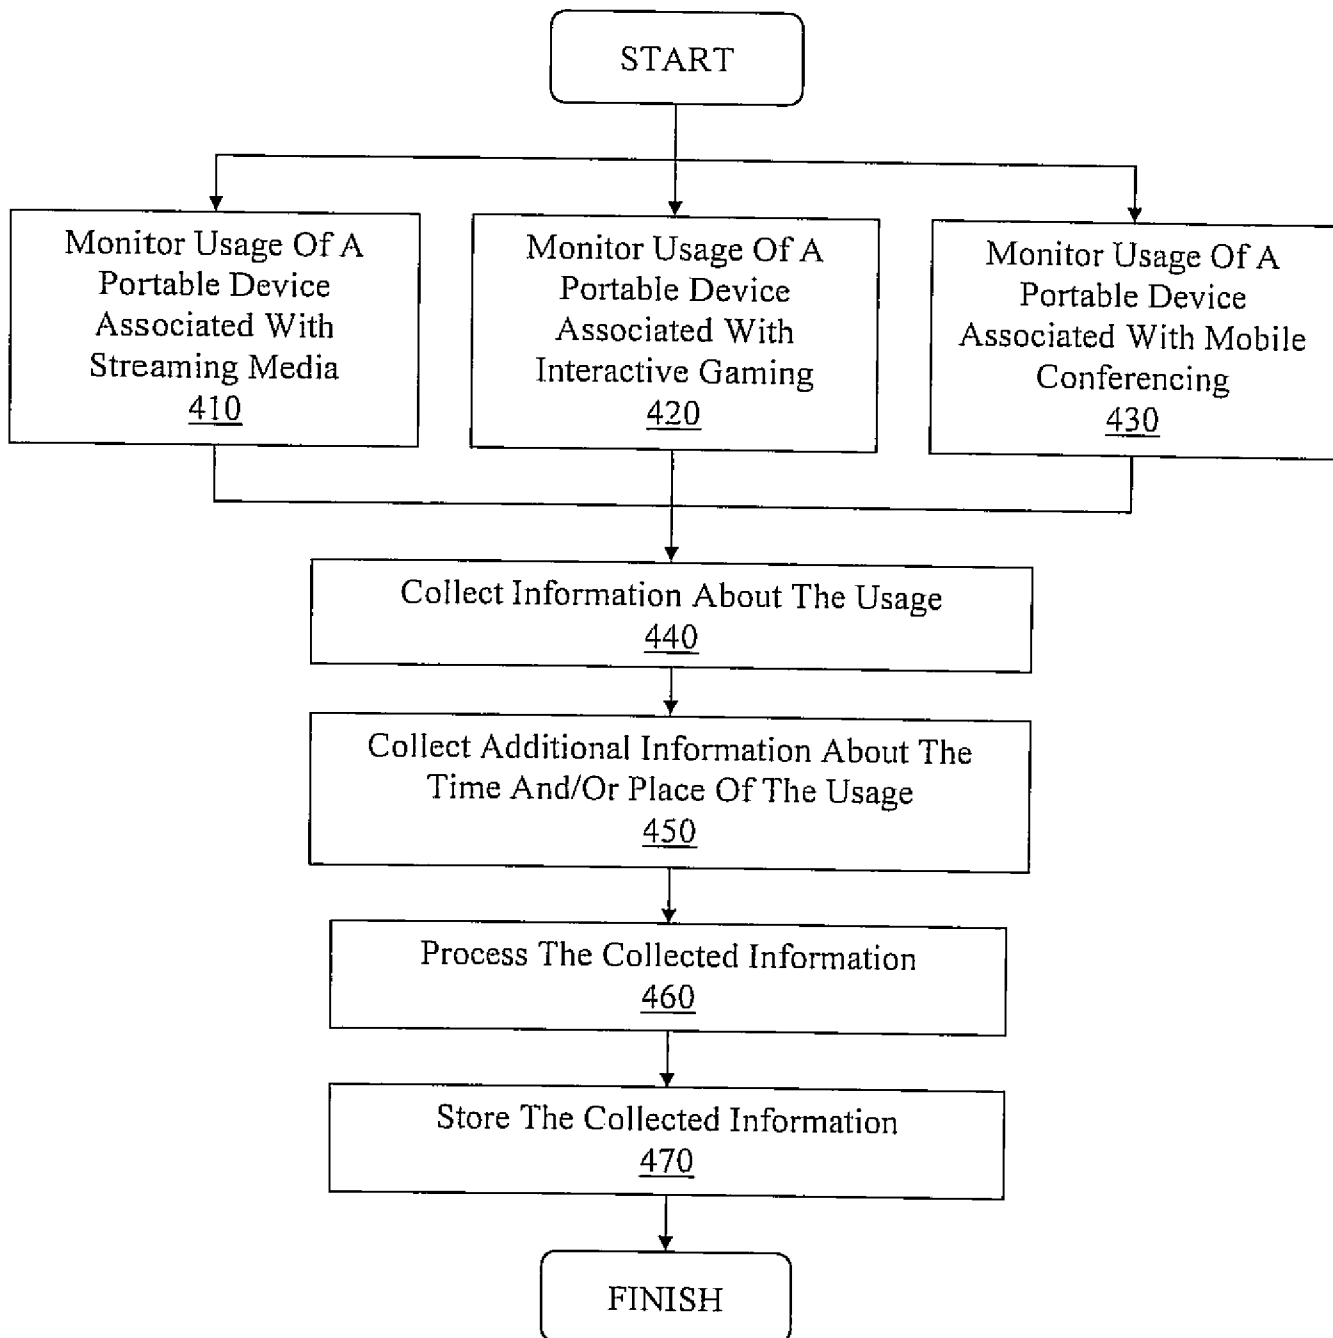 START
Monitor Usage Of A
Portable Device
Associated With
Streaming Media
410
Monitor Usage Of A
Portable Device
Associated With
Interactive Gaming
420
Monitor Usage Of A
Portable Device
Associated With Mobile
Conferencing
430
Collect Information About The Usage
440
Collect Additional Information About The
Time And/Or Place Of The Usage
450
Process The Collected Information
460
Store The Collected Information
470
FINISH